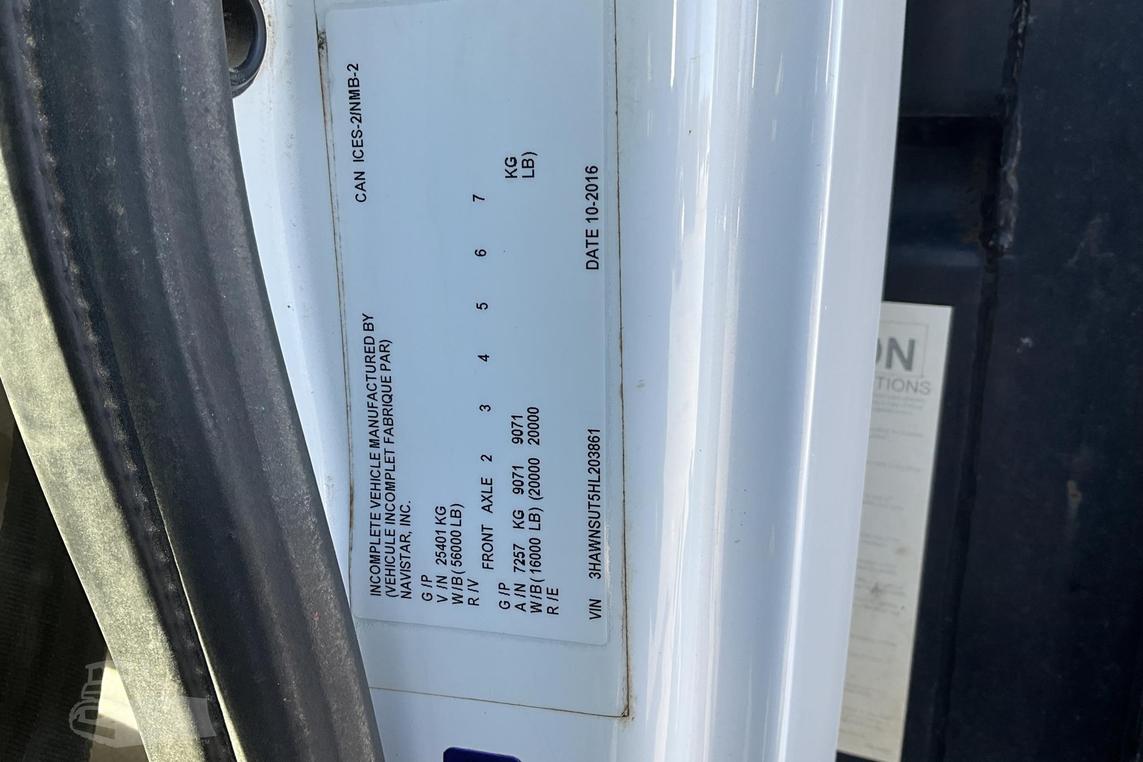 CAN ICES-2/NMB-2
INCOMPLETE VEHICLE MANUFACTURED BY
(VEHICULE INCOMPLET FABRIQUE PAR)
NAVISTAR, INC.
G /P
V / IN 25401 KG
W/B( 56000 LB)
R /V
FRONT AXLE 2 3 4 5 6 7
G /P
A / IN 7257 KG 9071 9071 KG
W/B( 16000 LB) (20000 20000 LB)
R /E
VIN 3HAWNSUT5HL203861 DATE 10-2016
ON
TIONS